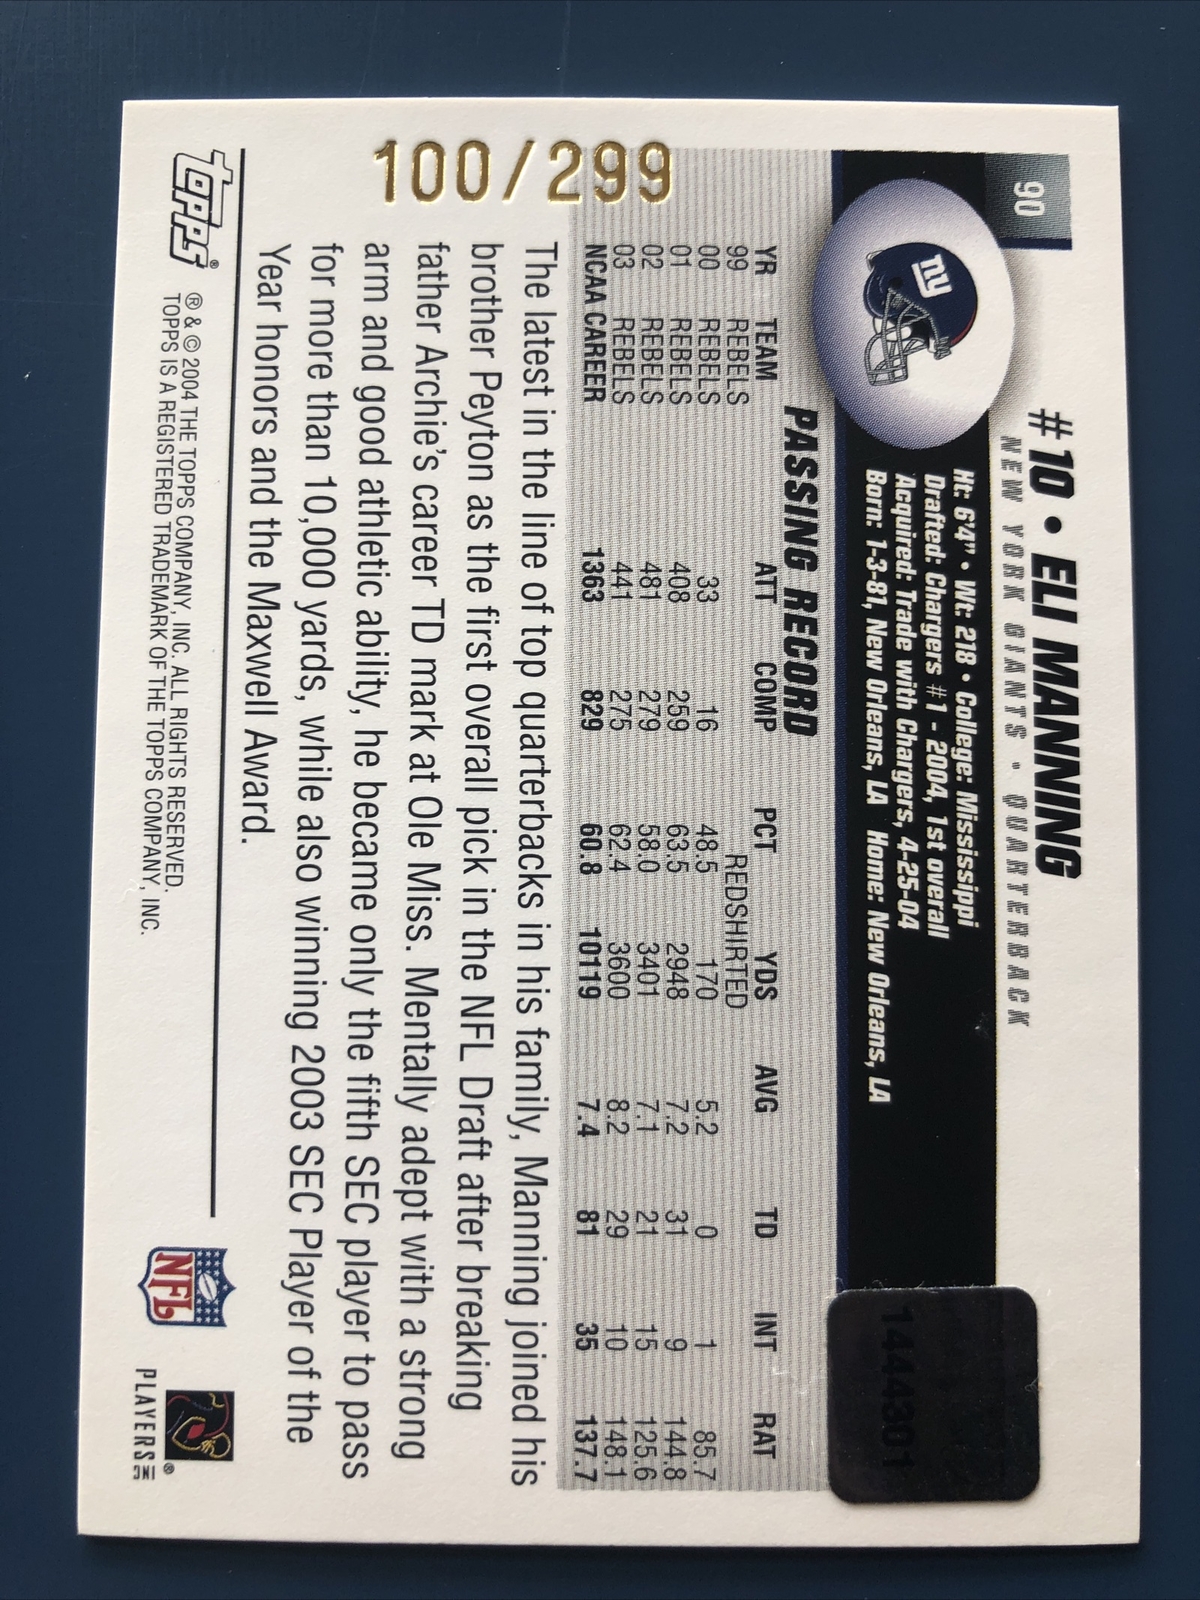 90
#10 • ELI MANNING
NEW YORK GIANTS • QUARTERBACK
Ht: 6'4" • Wt: 218 • College: Mississippi
Drafted: Chargers #1 - 2004, 1st overall
Acquired: Trade with Chargers, 4-25-04
Born: 1-3-81, New Orleans, LA Home: New Orleans, LA
NY
1444301
PASSING RECORD
YR TEAM ATT COMP PCT YDS AVG TD INT RAT
99 REBELS REDSHIRTED
00 REBELS 33 16 48.5 170 5.2 0 1 85.7
01 REBELS 408 259 63.5 2948 7.2 31 9 144.8
02 REBELS 481 279 58.0 3401 7.1 21 15 125.6
03 REBELS 441 275 62.4 3600 8.2 29 10 148.1
NCAA CAREER 1363 829 60.8 10119 7.4 81 35 137.7
100/299
The latest in the line of top quarterbacks in his family, Manning joined his
brother Peyton as the first overall pick in the NFL Draft after breaking
father Archie's career TD mark at Ole Miss. Mentally adept with a strong
arm and good athletic ability, he became only the fifth SEC player to pass
for more than 10,000 yards, while also winning 2003 SEC Player of the
Year honors and the Maxwell Award.
topps®
® & © 2004 THE TOPPS COMPANY, INC. ALL RIGHTS RESERVED.
TOPPS IS A REGISTERED TRADEMARK OF THE TOPPS COMPANY, INC.
NFL
®
PLAYERS INC